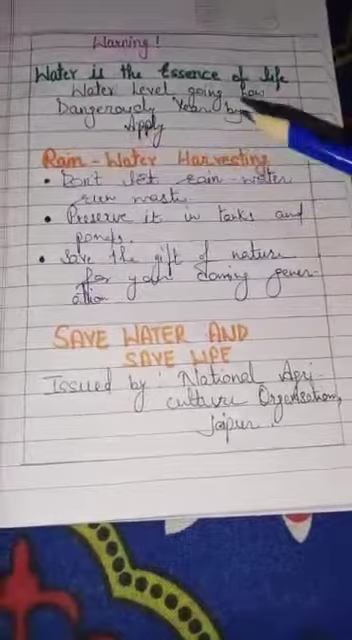 Warning!
Water is the Essence of life
Water Level going low
Dangerously Year by
Apply
Rain-Water Harvesting
• Don't let rain-water
run waste.
• Preserve it in tanks and
ponds.
• Save the gift of nature
for your coming gener-
ation
SAVE WATER AND
SAVE LIFE
Issued by: National Agri-
culture Organisation,
Jaipur.